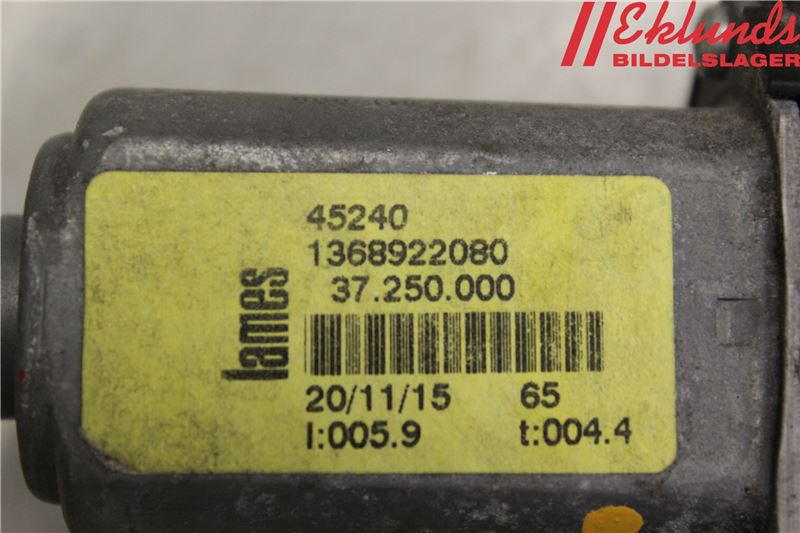 Eklunds
BILDELSLAGER
45240
1368922080
37.250.000
lames
20/11/15 65
I:005.9 t:004.4